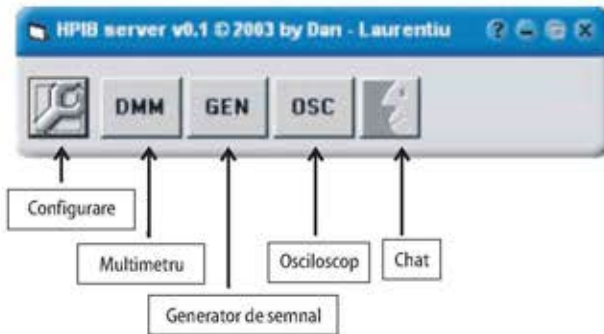 HPIB server v0.1 © 2003 by Dan - Laurentiu
DMM GEN OSC
Configurare
Multimetru
Osciloscop
Chat
Generator de semnal